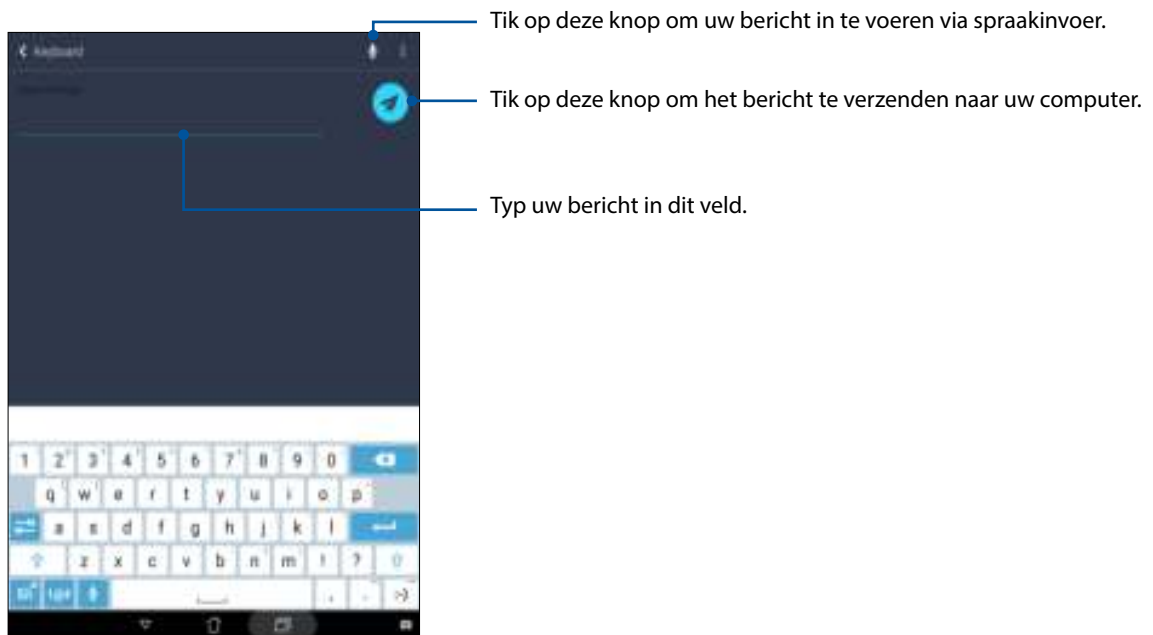 Tik op deze knop om uw bericht in te voeren via spraakinvoer.
Keyboard
Tik op deze knop om het bericht te verzenden naar uw computer.
Typ uw bericht in dit veld.
1 2 3 4 5 6 7 8 9 0
q w e r t y u i o p
a s d f g h j k l
z x c v b n m ! ?
, . :-)